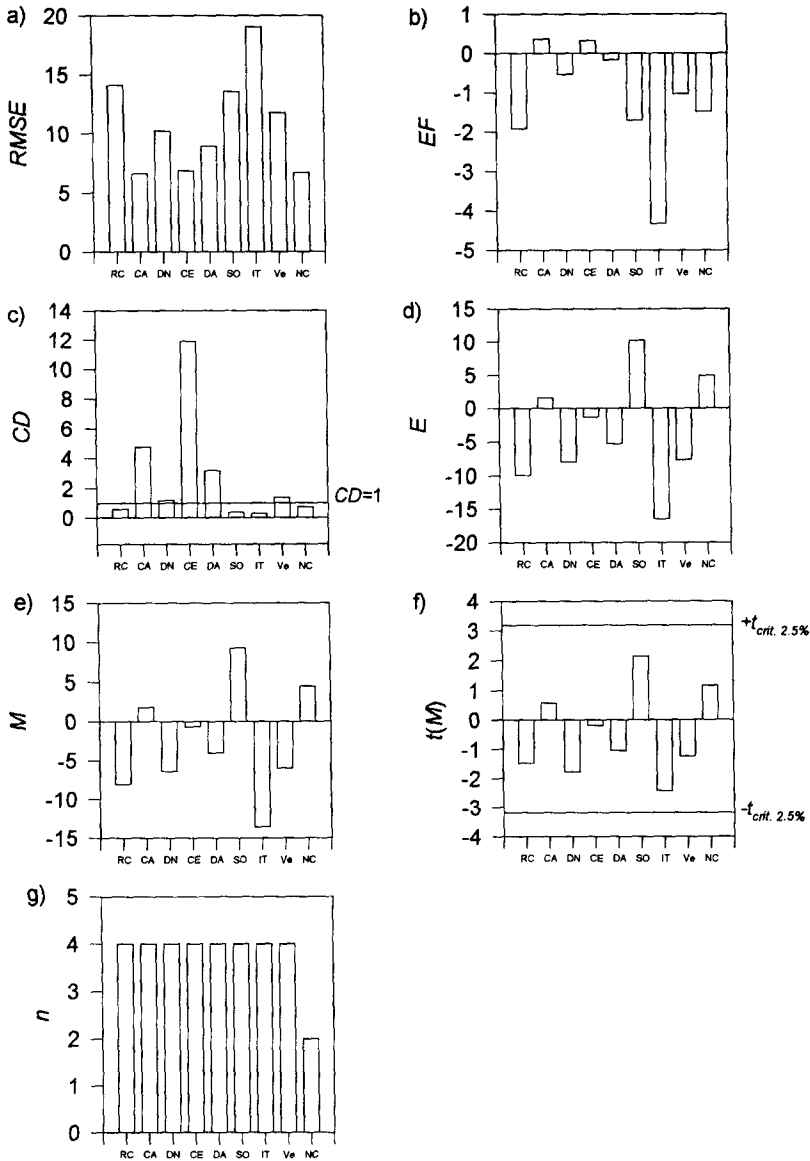 a)
20
15
10
5
0
RMSE
RC CA DN CE DA SO IT Ve NC
b)
1
0
-1
-2
-3
-4
-5
EF
RC CA DN CE DA SO IT Ve NC
c)
14
12
10
8
6
4
2
0
CD
CD=1
RC CA DN CE DA SO IT Ve NC
d)
15
10
5
0
-5
-10
-15
-20
E
RC CA DN CE DA SO IT Ve NC
e)
15
10
5
0
-5
-10
-15
M
RC CA DN CE DA SO IT Ve NC
f)
4
3
2
1
0
-1
-2
-3
-4
t(M)
+t crit. 2.5%
-t crit. 2.5%
RC CA DN CE DA SO IT Ve NC
g)
5
4
3
2
1
0
n
RC CA DN CE DA SO IT Ve NC